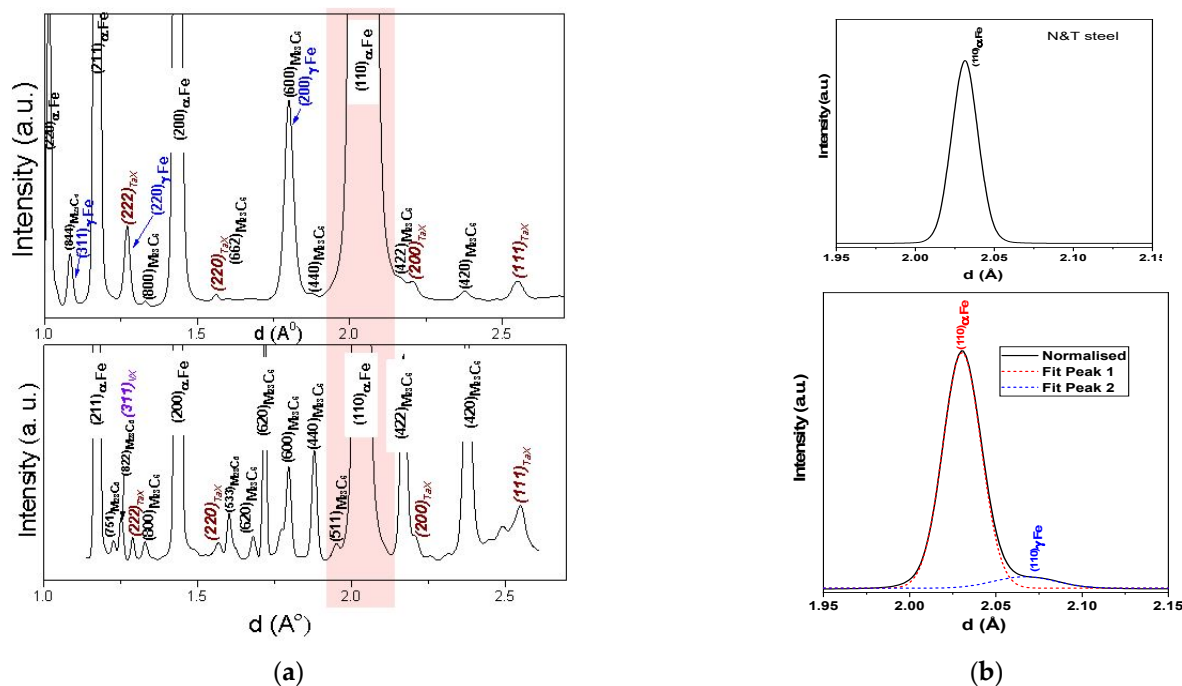 Intensity (a.u.)
(220)αFe
(844)M23C6
(311)γFe
(211)αFe
(222)TaX
(220)γFe
(800)M23C6
(200)αFe
(220)TaX
(662)M23C6
(600)M23C6
(200)γFe
(440)M23C6
(110)αFe
(422)M23C6
(200)TaX
(420)M23C6
(111)TaX
1.0 1.5 2.0 2.5
d (A0)
Intensity (a. u.)
(211)αFe
(751)M23C6
(822)M23C6
(311)VX
(222)TaX
(800)M23C6
(200)αFe
(220)TaX
(533)M23C6
(620)M23C6
(620)M23C6
(600)M23C6
(440)M23C6
(511)M23C6
(110)αFe
(422)M23C6
(200)TaX
(420)M23C6
(111)TaX
1.0 1.5 2.0 2.5
d (A°)
(a)
N&T steel
(110)αFe
Intensity (a.u.)
1.95 2.00 2.05 2.10 2.15
d (Å)
(110)αFe
Normalised
Fit Peak 1
Fit Peak 2
(110)γFe
Intensity (a.u.)
1.95 2.00 2.05 2.10 2.15
d (Å)
(b)